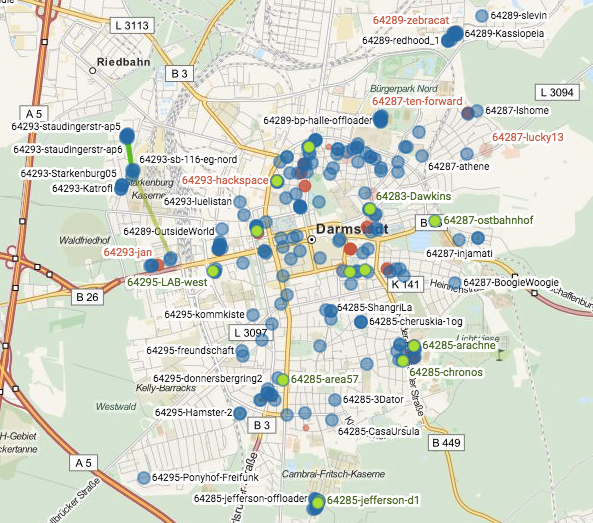 64289-zebracat
64289-slevin
L 3113
64289-redhood_1
64289-Kassiopeia
Riedbahn
B 3
Bürgerpark Nord
L 3094
64287-ten-forward
A 5
64287-lshome
64289-bp-halle-offloader
64293-staudingerstr-ap5
64287-lucky13
64293-staudingerstr-ap6
64293-sb-116-eg-nord
64287-athene
64293-Starkenburg05
64293-hackspace
64293-Katrofl
Starkenburg
Kaserne
64283-Dawkins
64293-luelistan
64287-ostbahnhof
64289-OutsideWorld
Darmstadt
B
Waldfriedhof
64293-jan
64287-injamati
64295-LAB-west
K 141
64287-BoogieWoogie
B 26
64285-ShangriLa
64295-kommkiste
64285-cheruskia-1og
L 3097
64285-arachne
64295-freundschaft
64285-chronos
64295-donnersbergring2
64285-area57
Kelly-Barracks
64285-3Dator
Westwald
64295-Hamster-2
B 3
64285-CasaUrsula
B 449
A 5
Cambrai-Fritsch-Kaserne
64295-Ponyhof-Freifunk
64285-jefferson-offloader
64285-jefferson-d1